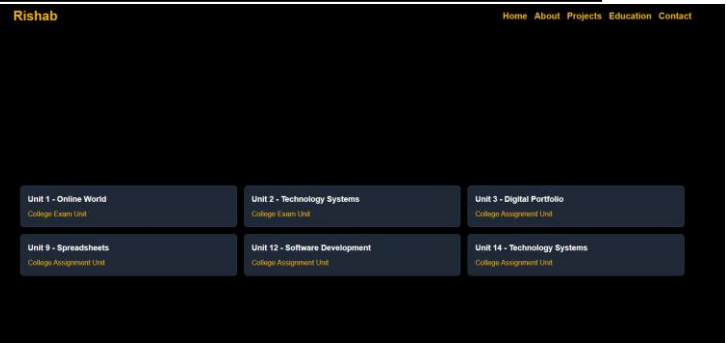 Rishab
Home About Projects Education Contact
Unit 1 - Online World
College Exam Unit
Unit 2 - Technology Systems
College Exam Unit
Unit 3 - Digital Portfolio
College Assignment Unit
Unit 9 - Spreadsheets
College Assignment Unit
Unit 12 - Software Development
College Assignment Unit
Unit 14 - Technology Systems
College Assignment Unit